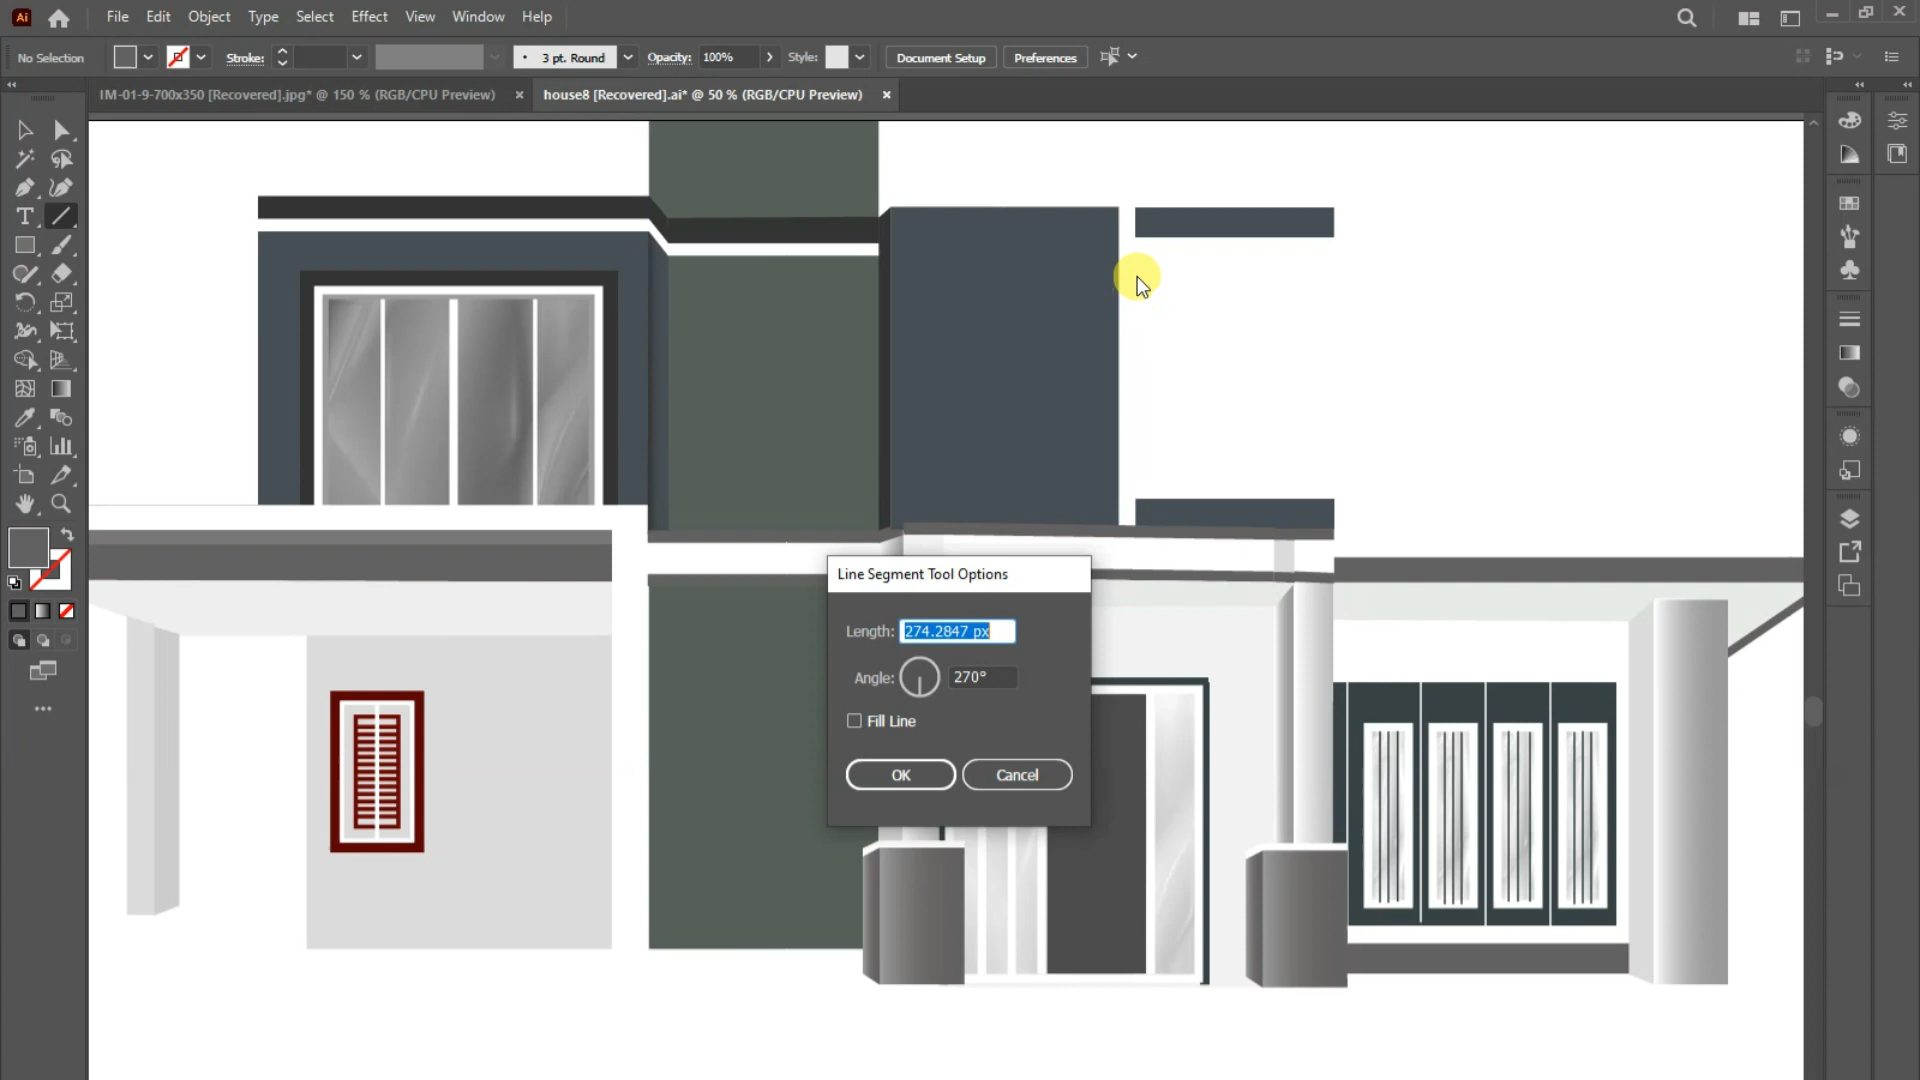 Ai File Edit Object Type Select Effect View Window Help
No Selection Stroke: 3 pt. Round Opacity: 100% Style: Document Setup Preferences
IM-01-9-700x350 [Recovered].jpg* @ 150 % (RGB/CPU Preview) house8 [Recovered].ai* @ 50 % (RGB/CPU Preview)
Line Segment Tool Options
Length: 274.2847 px
Angle: 270°
Fill Line
OK Cancel